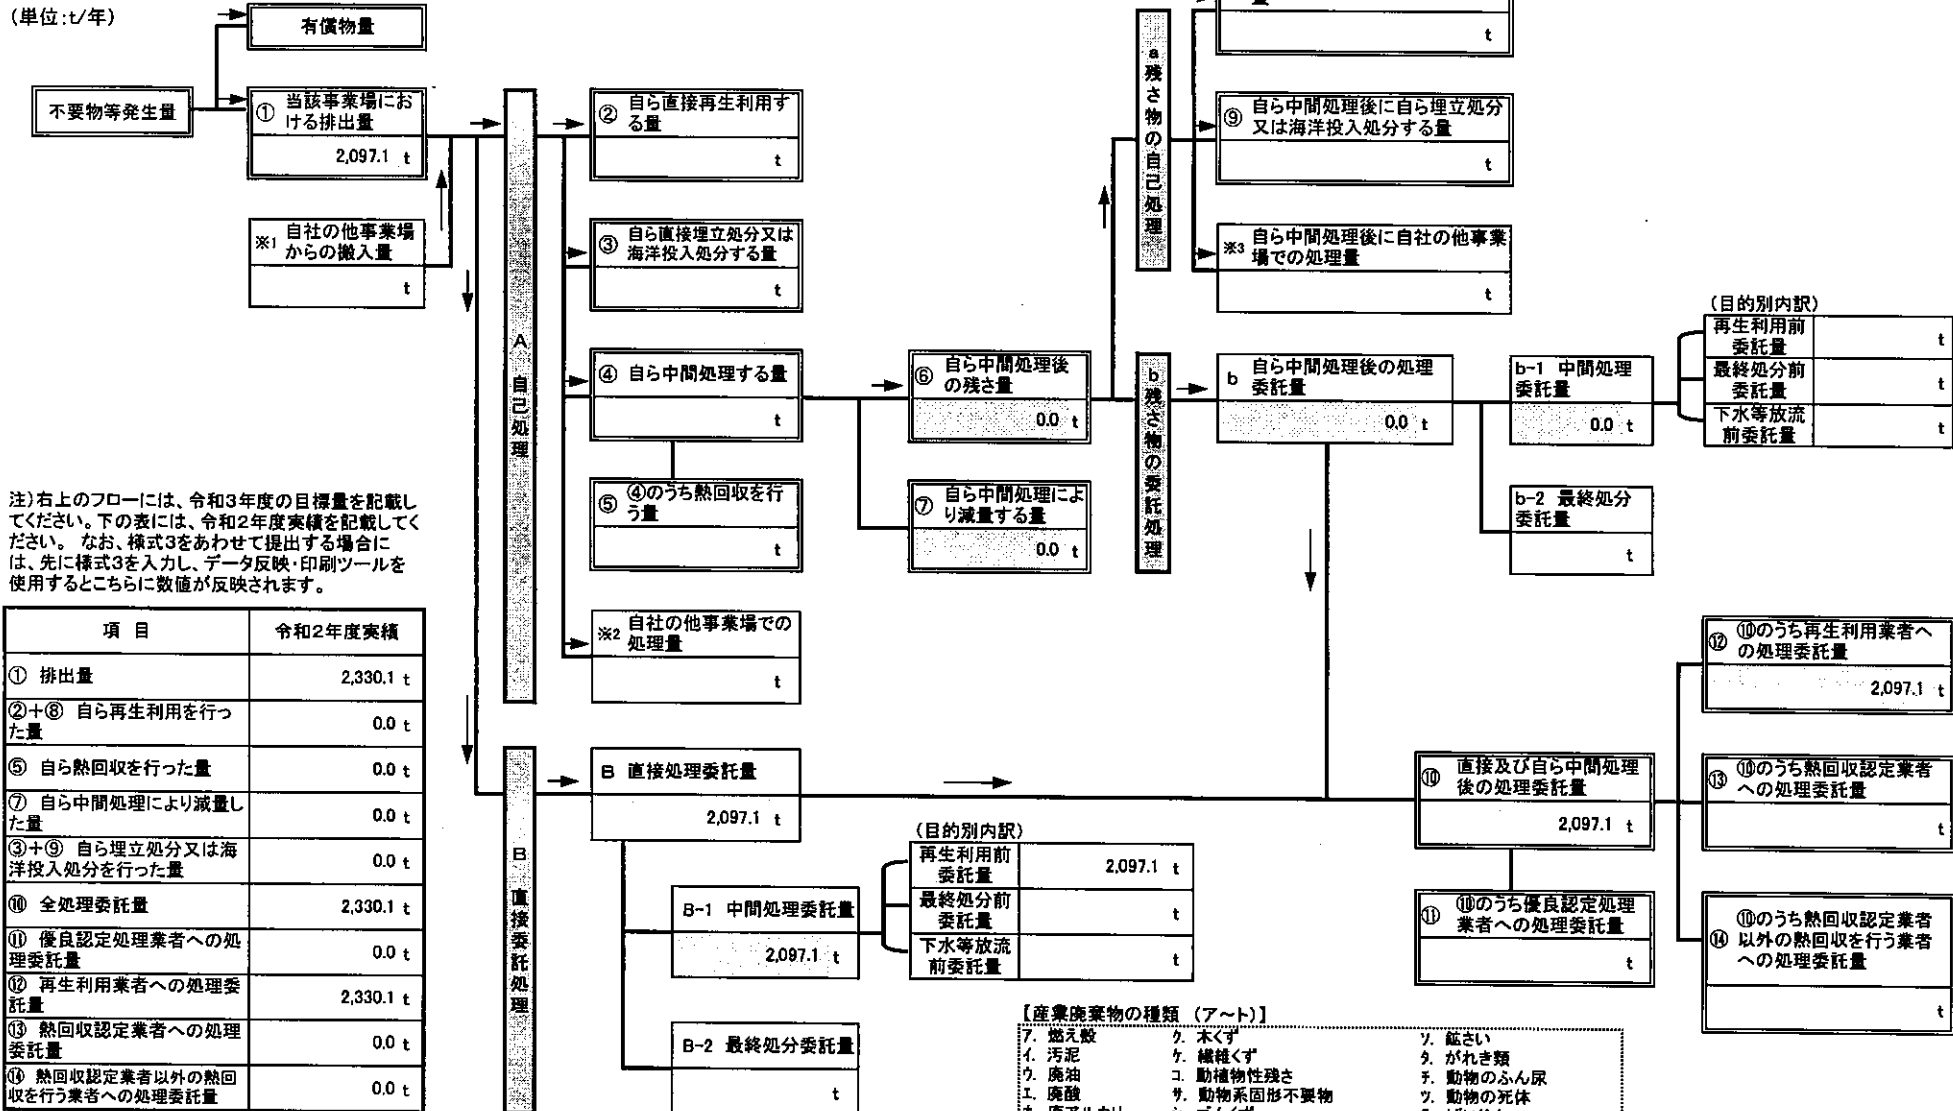 (単位:t/年)
有償物量
不要物等発生量
① 当該事業場にお
ける排出量
2,097.1 t
※1 自社の他事業場
からの搬入量
t
A 自己処理
② 自ら直接再生利用す
る量
t
③ 自ら直接埋立処分又は
海洋投入処分する量
t
④ 自ら中間処理する量
t
⑤ ④のうち熱回収を行
う量
t
※2 自社の他事業場での
処理量
t
⑥ 自ら中間処理後
の残さ量
0.0 t
⑦ 自ら中間処理によ
り減量する量
0.0 t
a 残さ物の自己処理
量
t
⑨ 自ら中間処理後に自ら埋立処分
又は海洋投入処分する量
t
※3 自ら中間処理後に自社の他事業
場での処理量
t
b 残さ物の委託処理
b 自ら中間処理後の処理
委託量
0.0 t
b-1 中間処理
委託量
0.0 t
b-2 最終処分
委託量
t
(目的別内訳)
再生利用前
委託量 t
最終処分前
委託量 t
下水等放流
前委託量 t
注)右上のフローには、令和3年度の目標量を記載し
てください。下の表には、令和2年度実績を記載してく
ださい。 なお、様式3をあわせて提出する場合に
は、先に様式3を入力し、データ反映・印刷ツールを
使用するとこちらに数値が反映されます。
項 目 令和2年度実績
① 排出量 2,330.1 t
②+⑧ 自ら再生利用を行っ
た量 0.0 t
⑤ 自ら熱回収を行った量 0.0 t
⑦ 自ら中間処理により減量し
た量 0.0 t
③+⑨ 自ら埋立処分又は海
洋投入処分を行った量 0.0 t
⑩ 全処理委託量 2,330.1 t
⑪ 優良認定処理業者への処
理委託量 0.0 t
⑫ 再生利用業者への処理委
託量 2,330.1 t
⑬ 熱回収認定業者への処理
委託量 0.0 t
⑭ 熱回収認定業者以外の熱回
収を行う業者への処理委託量 0.0 t
B 直接委託処理
B 直接処理委託量
2,097.1 t
B-1 中間処理委託量
2,097.1 t
B-2 最終処分委託量
t
(目的別内訳)
再生利用前
委託量 2,097.1 t
最終処分前
委託量 t
下水等放流
前委託量 t
⑩ 直接及び自ら中間処理
後の処理委託量
2,097.1 t
⑪ ⑩のうち優良認定処理
業者への処理委託量
t
⑫ ⑩のうち再生利用業者へ
の処理委託量
2,097.1 t
⑬ ⑩のうち熱回収認定業者
への処理委託量
t
⑭ ⑩のうち熱回収認定業者
以外の熱回収を行う業者
への処理委託量
t
【産業廃棄物の種類 (ア~ト)】
ア. 燃え殻 ク. 木くず ソ. 鉱さい
イ. 汚泥 ケ. 繊維くず タ. がれき類
ウ. 廃油 コ. 動植物性残さ チ. 動物のふん尿
エ. 廃酸 サ. 動物系固形不要物 ツ. 動物の死体